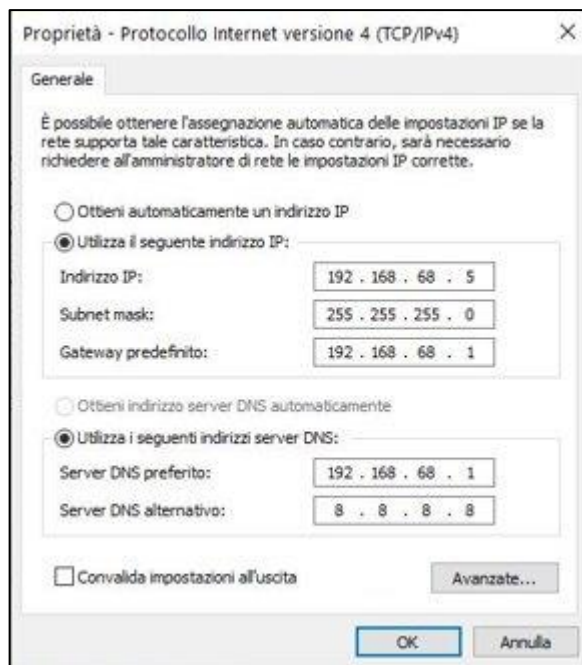 Proprietà - Protocollo Internet versione 4 (TCP/IPv4)
Generale
È possibile ottenere l'assegnazione automatica delle impostazioni IP se la
rete supporta tale caratteristica. In caso contrario, sarà necessario
richiedere all'amministratore di rete le impostazioni IP corrette.
Ottieni automaticamente un indirizzo IP
Utilizza il seguente indirizzo IP:
Indirizzo IP: 192 . 168 . 68 . 5
Subnet mask: 255 . 255 . 255 . 0
Gateway predefinito: 192 . 168 . 68 . 1
Ottieni indirizzo server DNS automaticamente
Utilizza i seguenti indirizzi server DNS:
Server DNS preferito: 192 . 168 . 68 . 1
Server DNS alternativo: 8 . 8 . 8 . 8
Convalida impostazioni all'uscita Avanzate...
OK Annulla